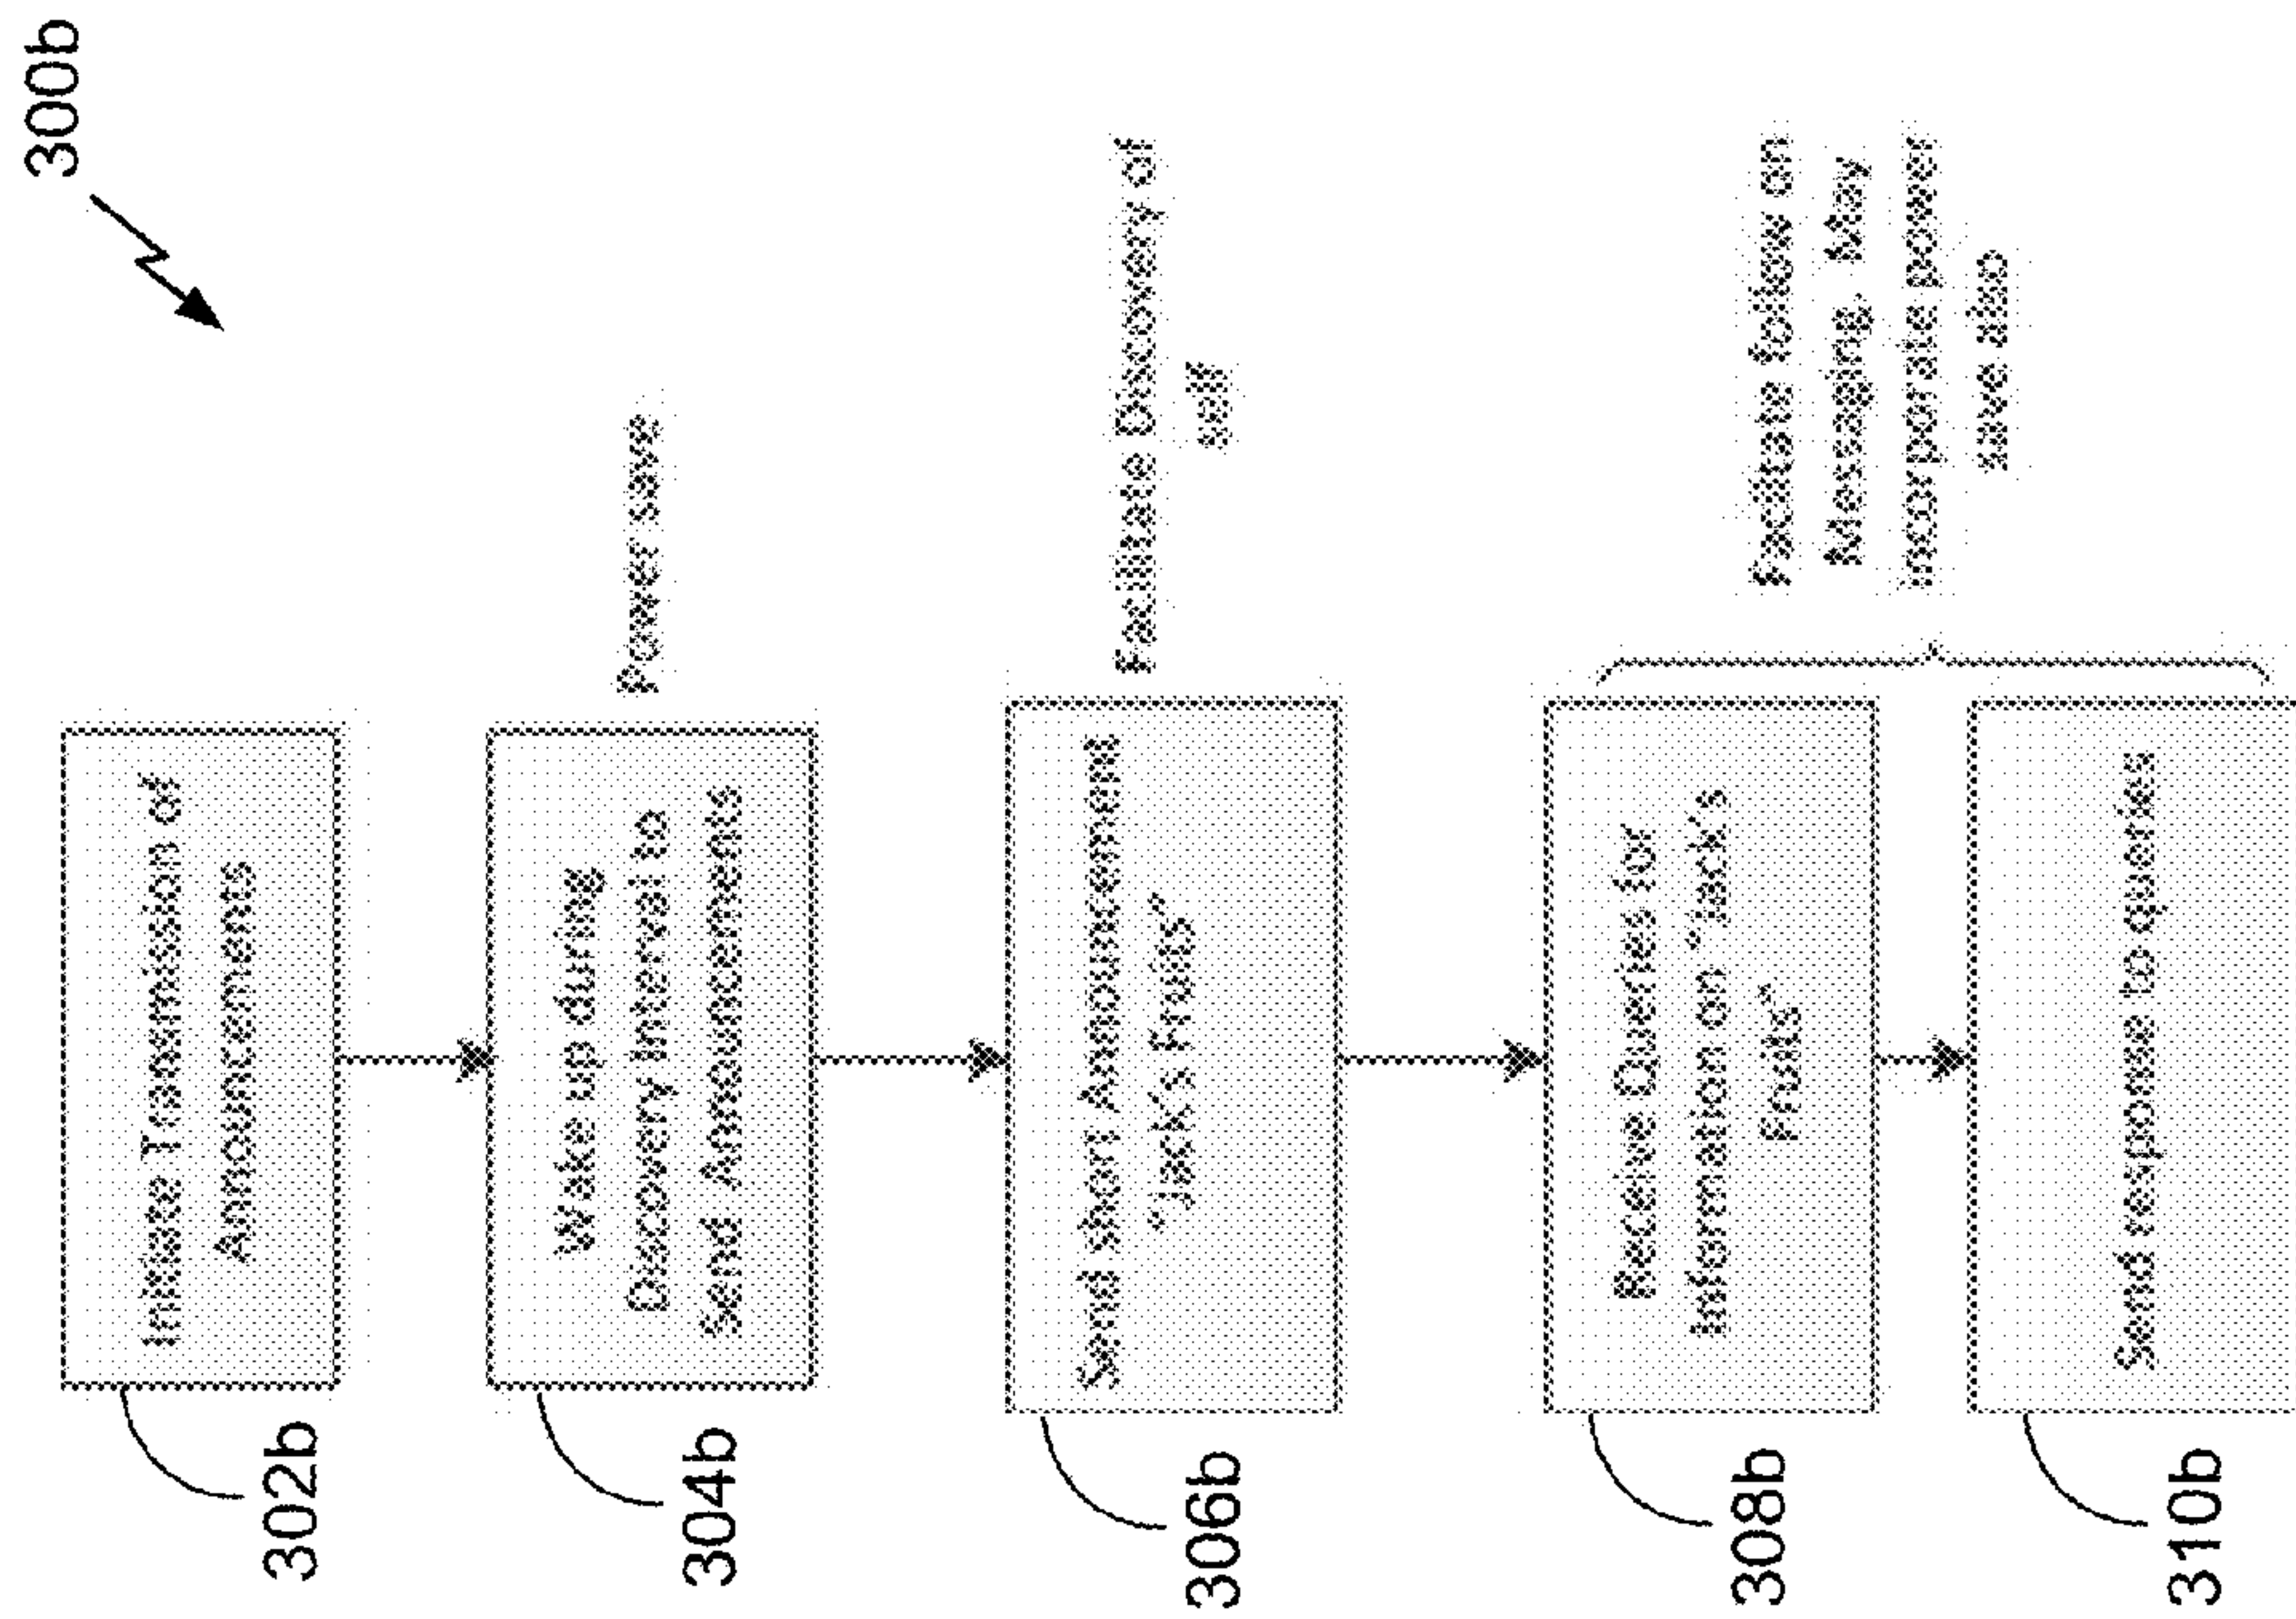 300b
302b
Initiate Transmission of
Announcements
304b
Wake up during
Discovery Interval to
Send Announcements
Power save
306b
Send short Announcement
"Jack's Fruits"
Facilitate Discovery of
self
308b
Receive Queries for
Information on "Jack's
Fruits"
310b
Send response to queries
Facilitate follow on
Messaging. May
incorporate power
save also